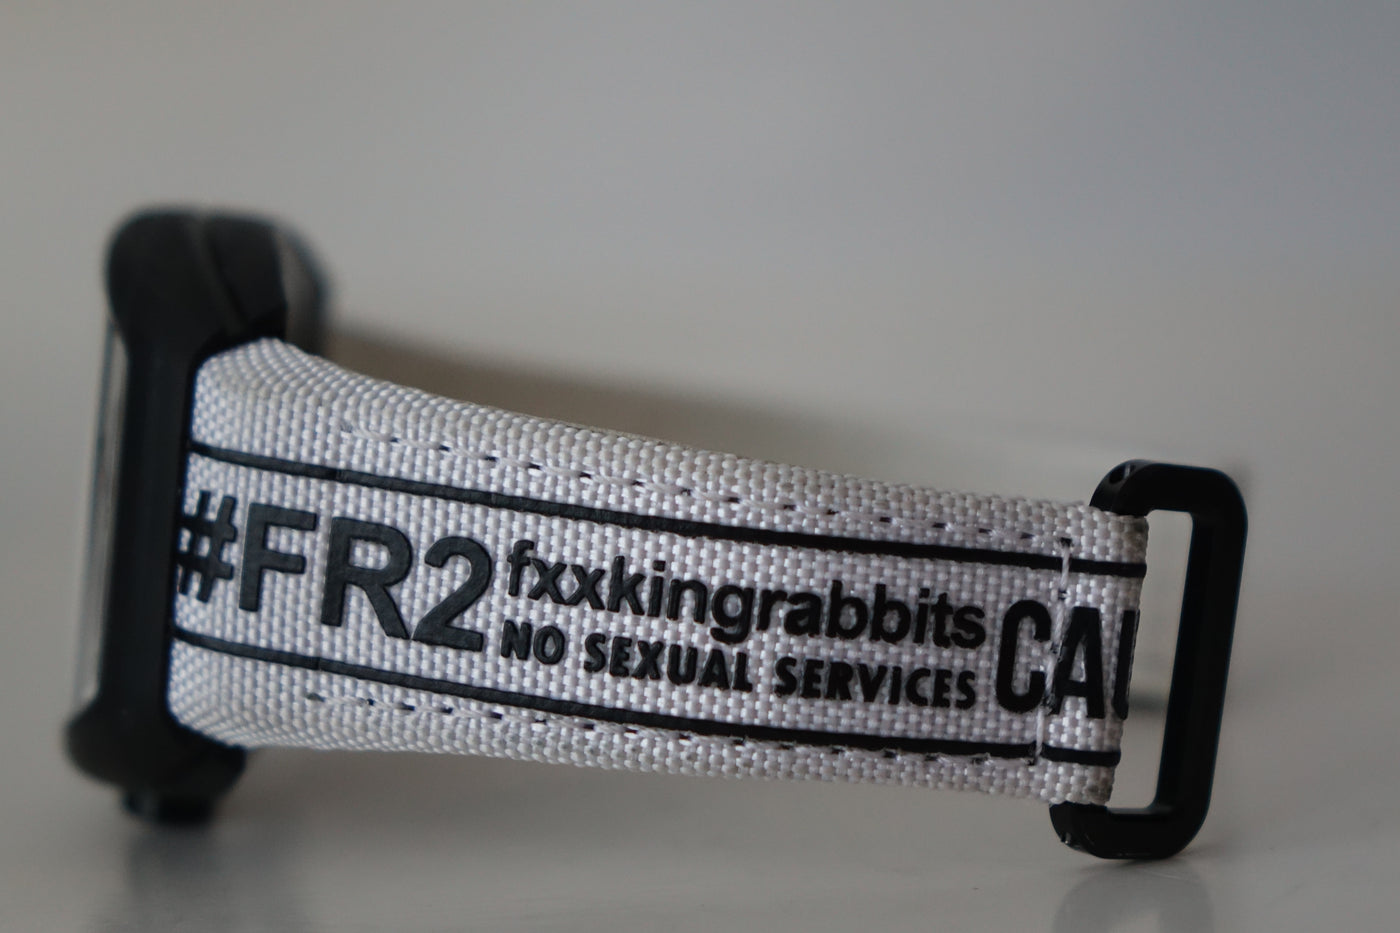 #FR2
fxxkingrabbits
NO SEXUAL SERVICES